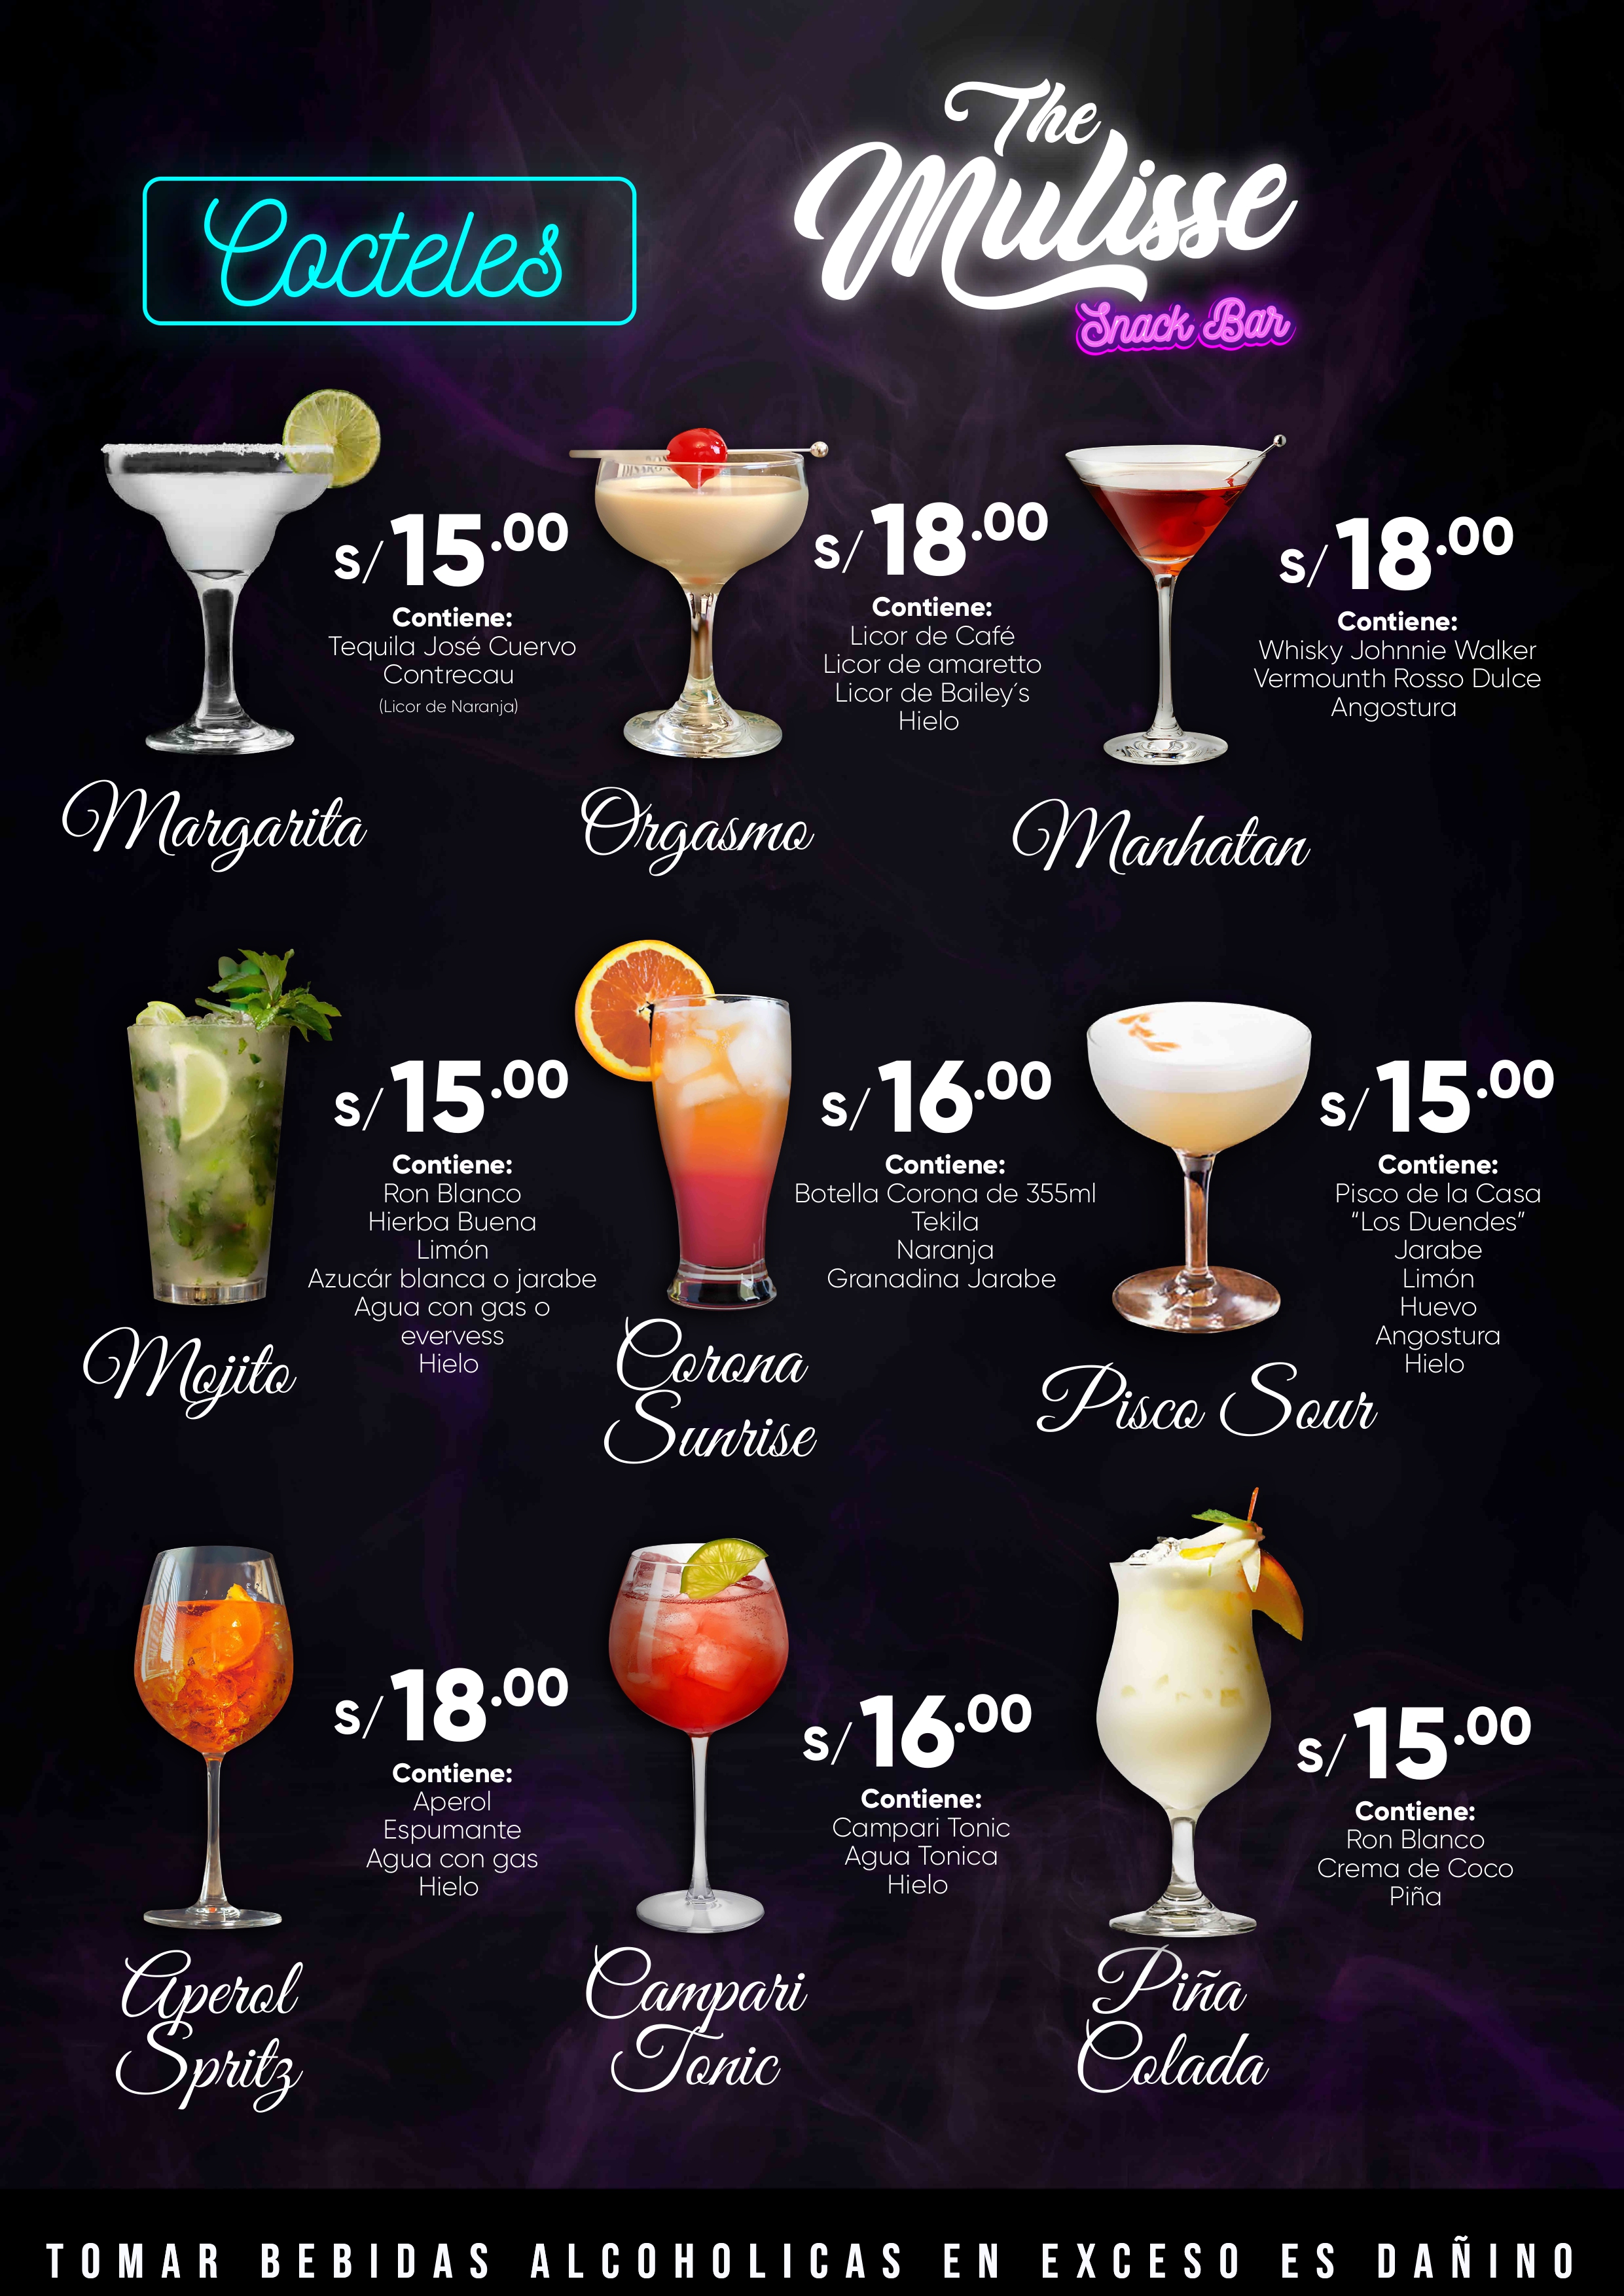 Cocteles
The
Mulisse
Snack Bar
S/15.00
Contiene:
Tequila José Cuervo
Contrecau
(Licor de Naranja)
Margarita
S/18.00
Contiene:
Licor de Café
Licor de amaretto
Licor de Bailey´s
Hielo
Orgasmo
S/18.00
Contiene:
Whisky Johnnie Walker
Vermounth Rosso Dulce
Angostura
Manhatan
S/15.00
Contiene:
Ron Blanco
Hierba Buena
Limón
Azucár blanca o jarabe
Agua con gas o
evervess
Hielo
Mojito
S/16.00
Contiene:
Botella Corona de 355ml
Tekila
Naranja
Granadina Jarabe
Corona
Sunrise
S/15.00
Contiene:
Pisco de la Casa
“Los Duendes”
Jarabe
Limón
Huevo
Angostura
Hielo
Pisco Sour
S/18.00
Contiene:
Aperol
Espumante
Agua con gas
Hielo
Aperol
Spritz
S/16.00
Contiene:
Campari Tonic
Agua Tonica
Hielo
Campari
Tonic
S/15.00
Contiene:
Ron Blanco
Crema de Coco
Piña
Piña
Colada
TOMAR BEBIDAS ALCOHOLICAS EN EXCESO ES DAÑINO